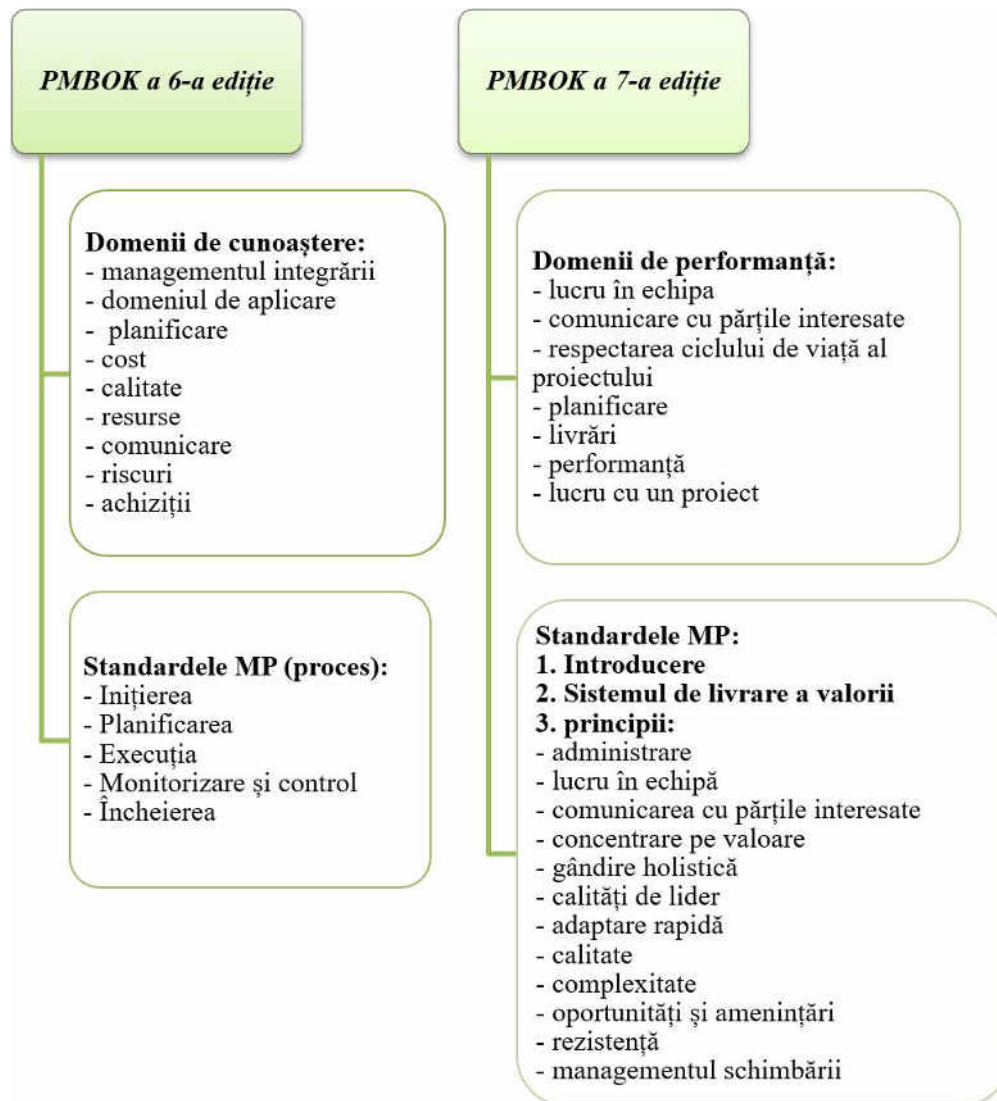 PMBOK a 6-a ediție
Domenii de cunoaștere:
- managementul integrării
- domeniul de aplicare
- planificare
- cost
- calitate
- resurse
- comunicare
- riscuri
- achiziții
Standardele MP (proces):
- Inițierea
- Planificarea
- Execuția
- Monitorizare și control
- Încheierea
PMBOK a 7-a ediție
Domenii de performanță:
- lucru în echipa
- comunicare cu părțile interesate
- respectarea ciclului de viață al
proiectului
- planificare
- livrări
- performanță
- lucru cu un proiect
Standardele MP:
1. Introducere
2. Sistemul de livrare a valorii
3. principii:
- administrare
- lucru în echipă
- comunicarea cu părțile interesate
- concentrare pe valoare
- gândire holistică
- calități de lider
- adaptare rapidă
- calitate
- complexitate
- oportunități și amenințări
- rezistență
- managementul schimbării